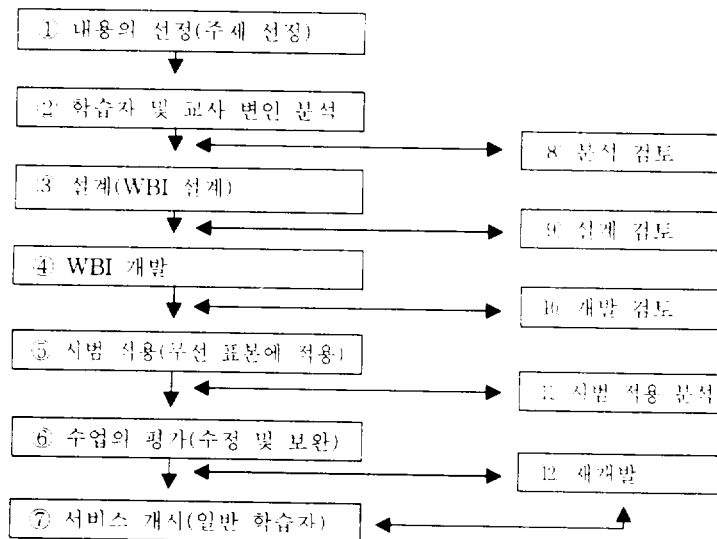 ① 내용의 선정(주제 선정)
② 학습자 및 교사 변인 분석
⑧ 분석 검토
③ 설계(WBI 설계)
⑨ 설계 검토
④ WBI 개발
⑩ 개발 검토
⑤ 시범 적용(무선 표본에 적용)
⑪ 시범 적용 분석
⑥ 수업의 평가(수정 및 보완)
⑫ 재개발
⑦ 서비스 개시(일반 학습자)